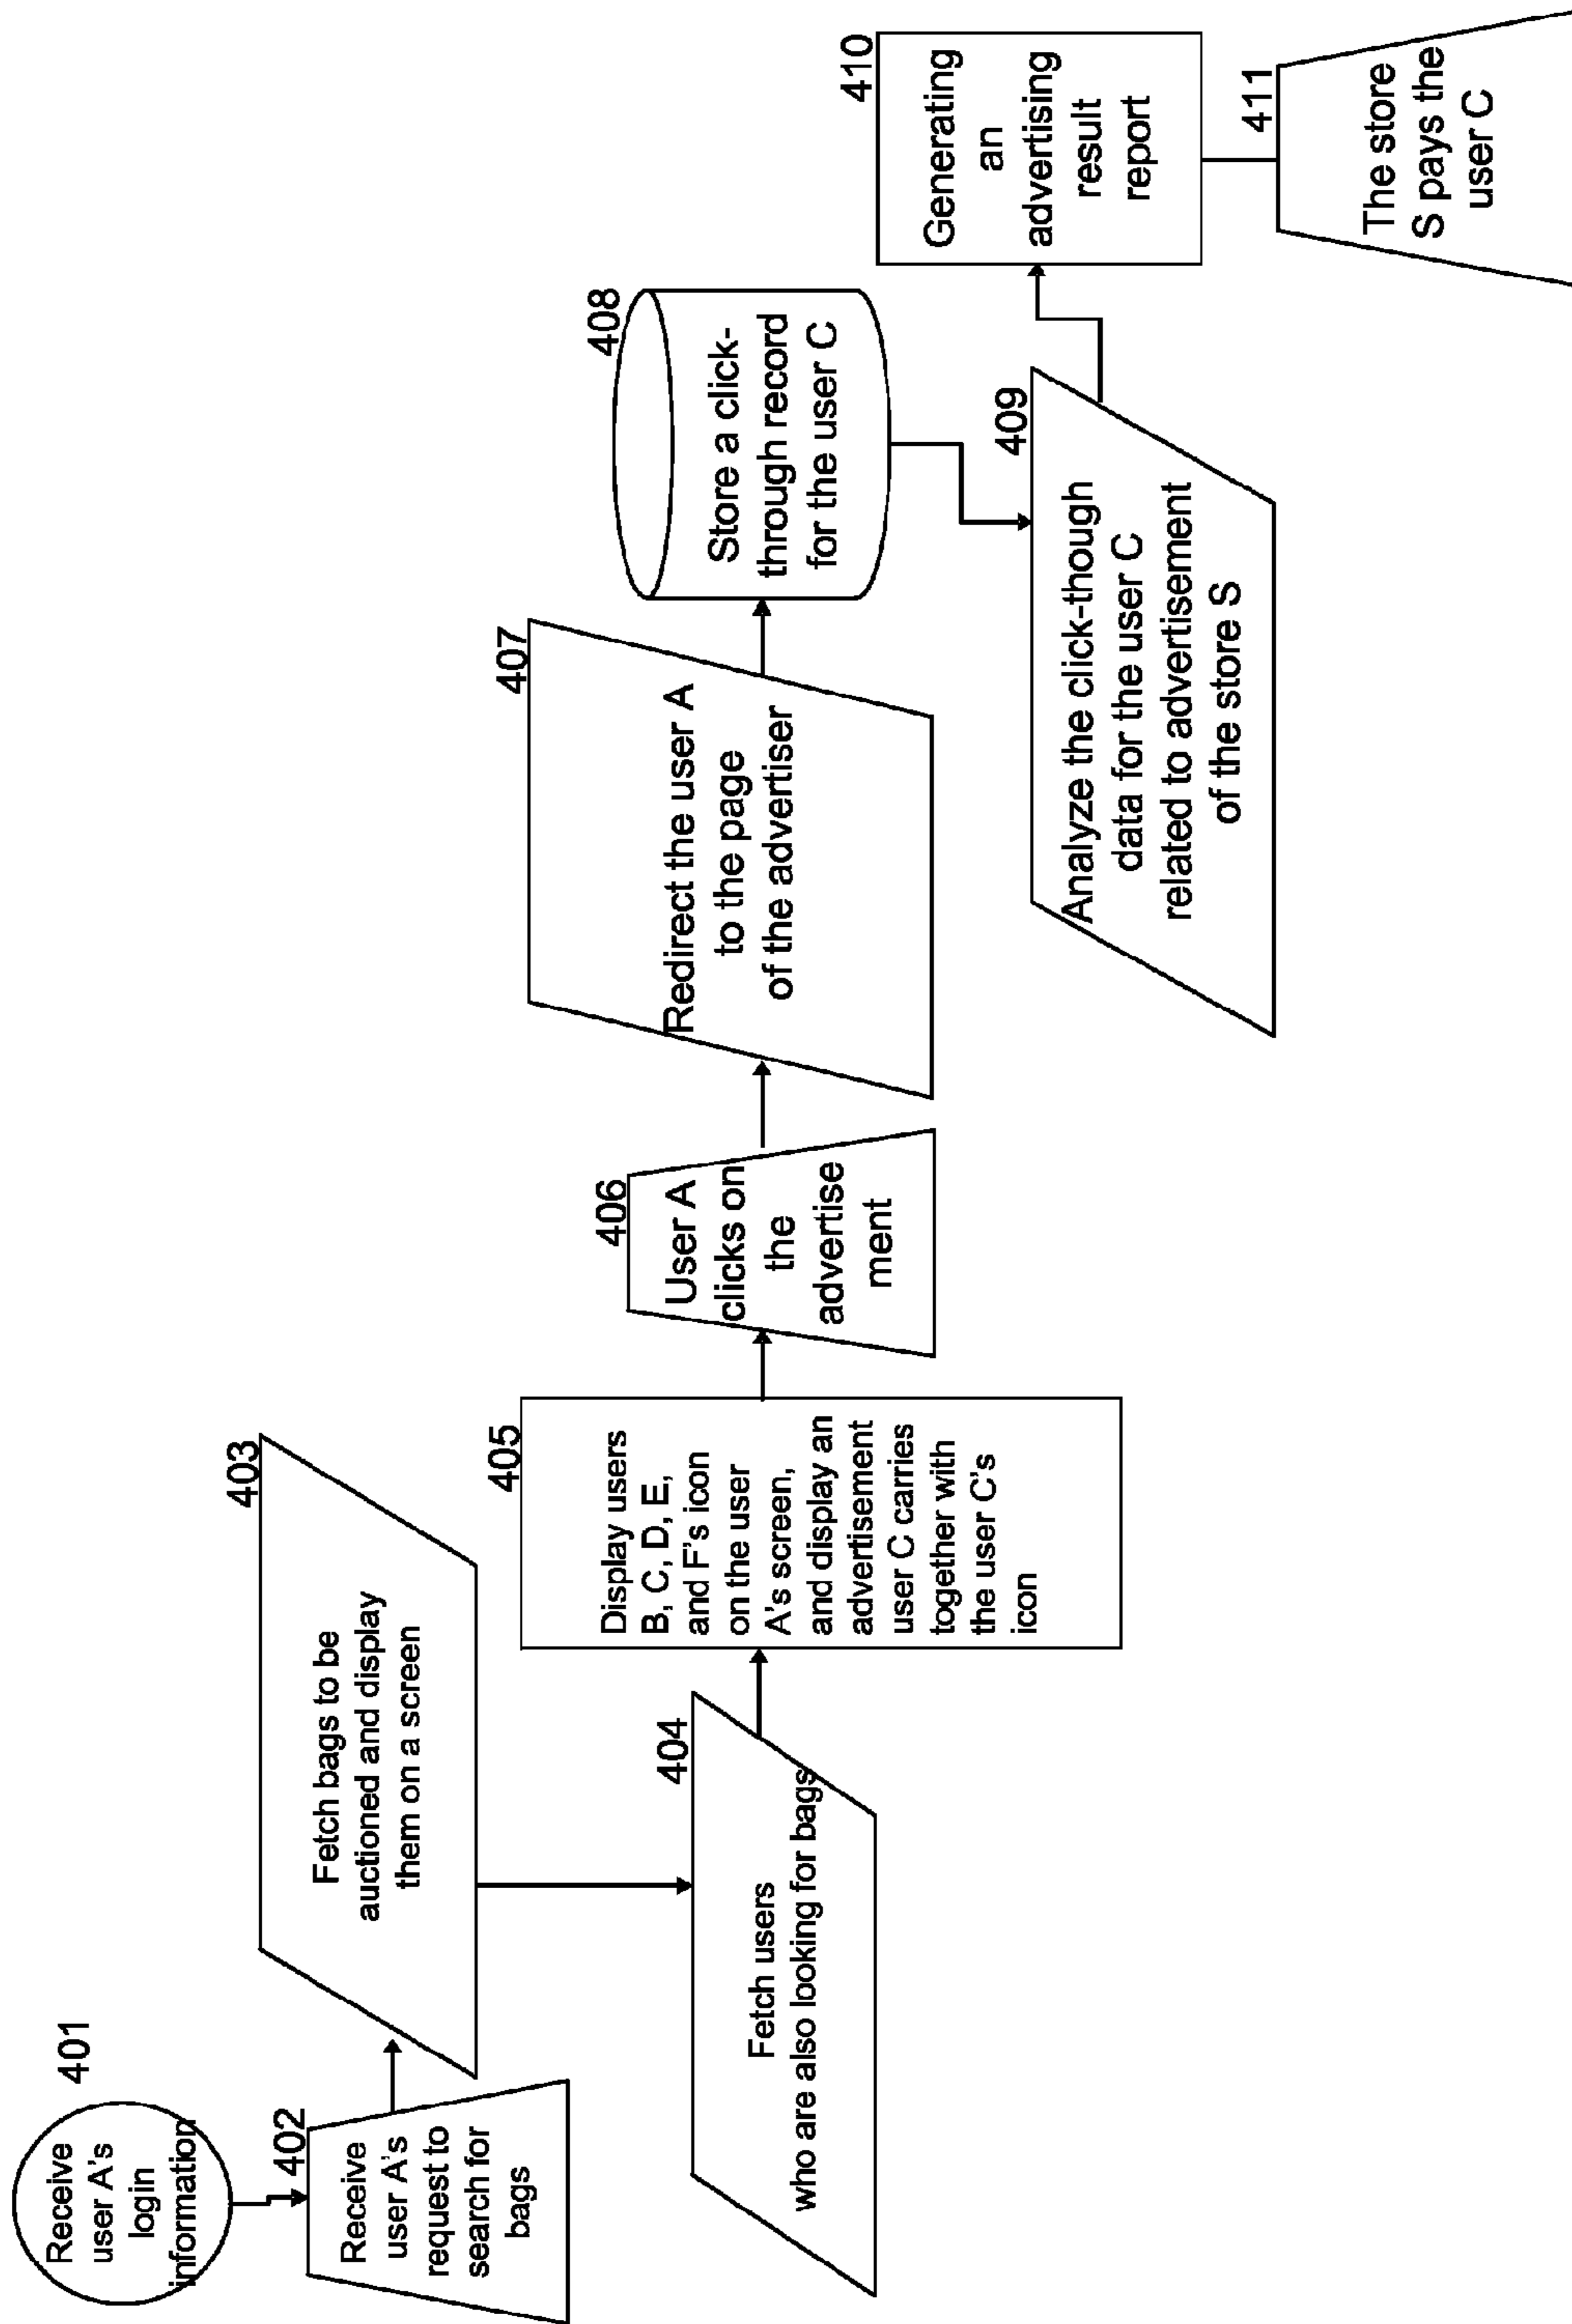 401
Receive
user A's
login
information
402
Receive
user A's
request to
search for
bags
403
Fetch bags to be
auctioned and display
them on a screen
404
Fetch users
who are also looking for bags
405
Display users
B, C, D, E,
and F's icon
on the user
A's screen,
and display an
advertisement
user C carries
together with
the user C's
icon
406
User A
clicks on
the
advertise
ment
407
Redirect the user A
to the page
of the advertiser
408
Store a click-
through record
for the user C
409
Analyze the click-though
data for the user C
related to advertisement
of the store S
410
Generating
an
advertising
result
report
411
The store
S pays the
user C